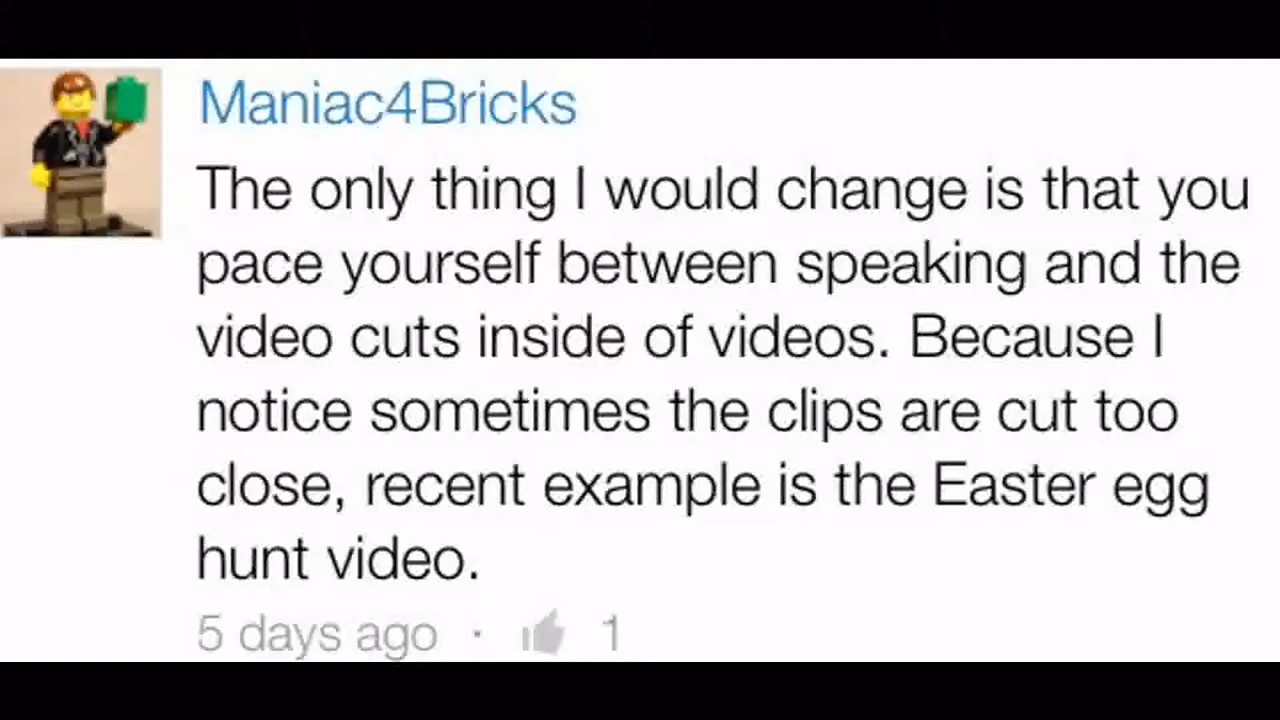 Maniac4Bricks
The only thing I would change is that you
pace yourself between speaking and the
video cuts inside of videos. Because I
notice sometimes the clips are cut too
close, recent example is the Easter egg
hunt video.
5 days ago · 1